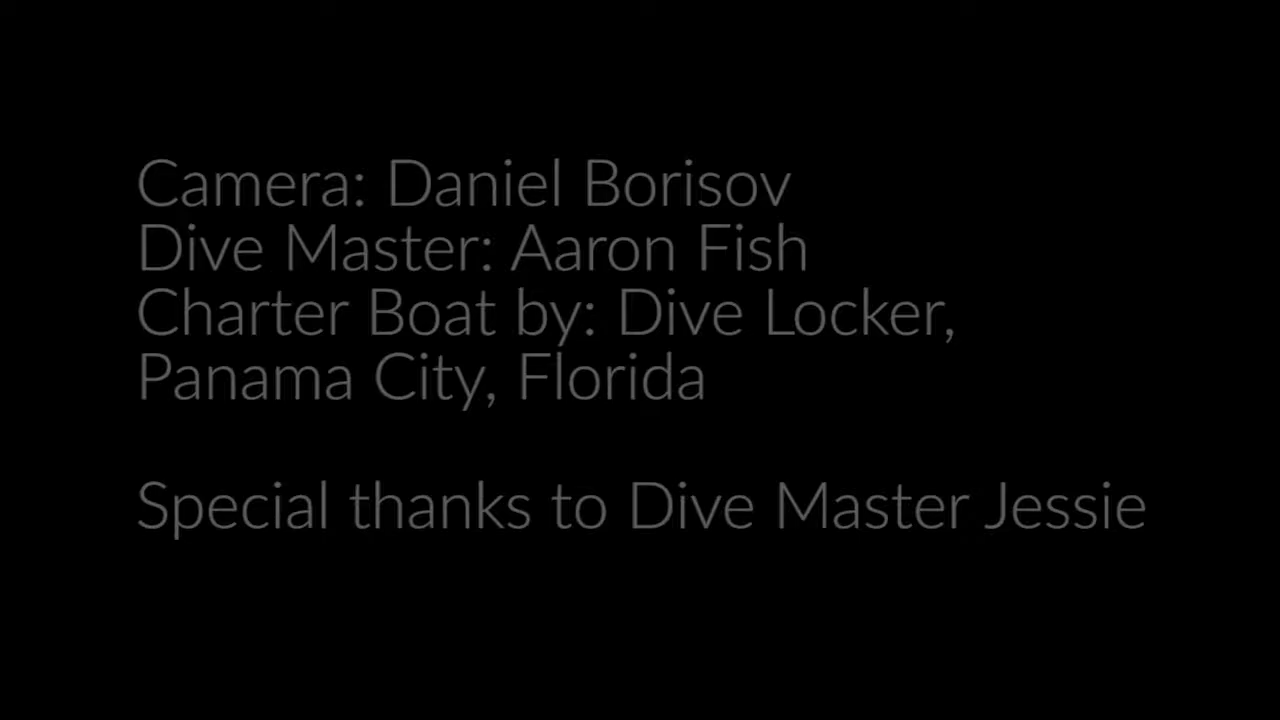 Camera: Daniel Borisov
Dive Master: Aaron Fish
Charter Boat by: Dive Locker,
Panama City, Florida
Special thanks to Dive Master Jessie